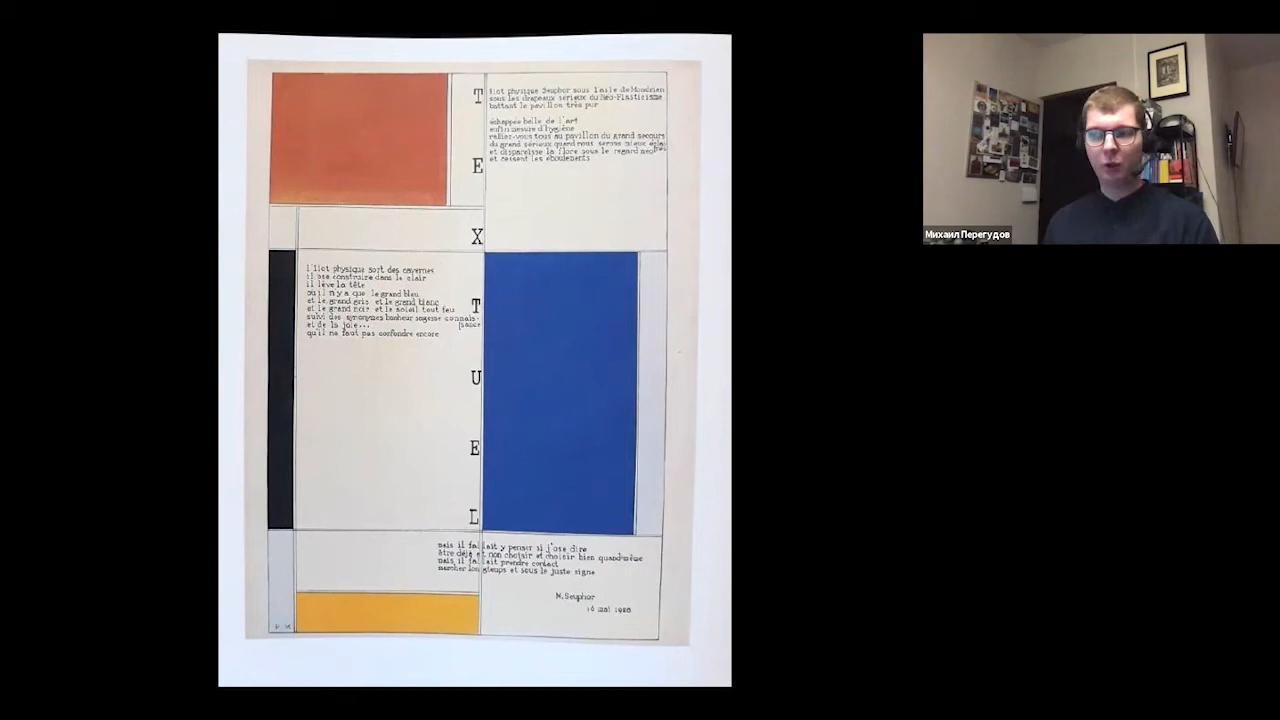 T
E
X
T
U
E
L
îlot physique Seuphor sous l'aile de Mondrian
sous les drapeaux sérieux du Néo-Plasticisme
battant le pavillon très pur
échappée belle de l'art
enfin mesure d'hygiène
ralliez-vous tous au pavillon du grand secours
du grand sérieux quand nous serons mieux
et disparaisse la flore sous le regard
et cessent les éboulements
l'îlot physique sort des cavernes
il ose construire dans le clair
il lève la tête
où il n'y a que le grand bleu
et le grand gris et le grand blanc
et le grand noir et le soleil tout feu
suivi des synonymes bonheur sagesse connais-
et de la joie... [sance
qu'il ne faut pas confondre encore
mais il fallait y penser si j'ose dire
être déjà et non choisir et choisir bien quand-même
mais il fallait prendre contact
marcher longtemps et sous le juste signe
M. Seuphor
16 mai 1928
P M
Михаил Перегудов